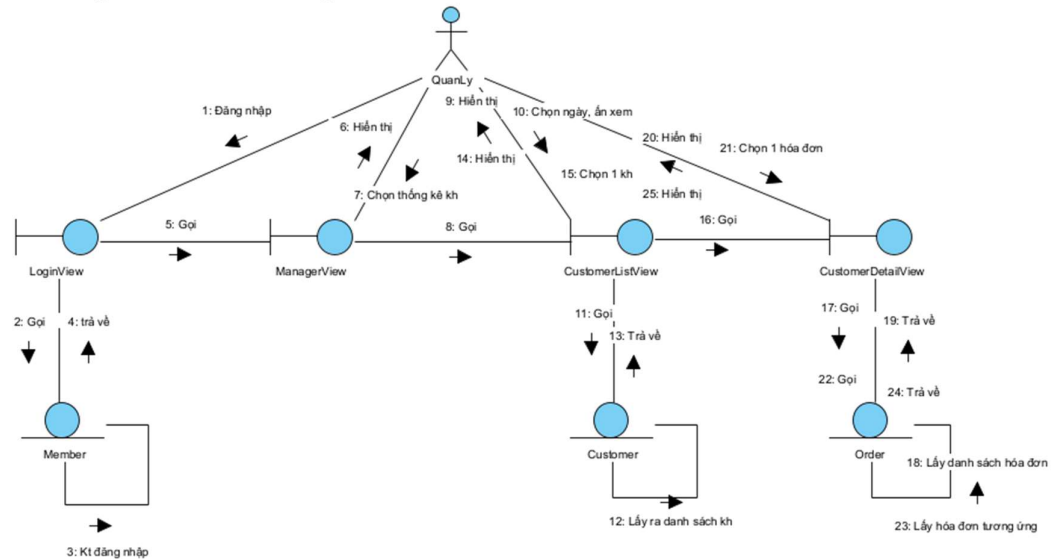 QuanLy
9: Hiển thị
10: Chọn ngày, ấn xem
1: Đăng nhập
6: Hiển thị
20: Hiển thị
21: Chọn 1 hóa đơn
14: Hiển thị
15: Chọn 1 kh
7: Chọn thống kê kh
25: Hiển thị
5: Gọi
8: Gọi
16: Gọi
LoginView
ManagerView
CustomerListView
CustomerDetailView
2: Gọi
4: trả về
11: Gọi
13: Trả về
17: Gọi
19: Trả về
22: Gọi
24: Trả về
Member
Customer
Order
18: Lấy danh sách hóa đơn
12: Lấy ra danh sách kh
23: Lấy hóa đơn tương ứng
3: Kt đăng nhập